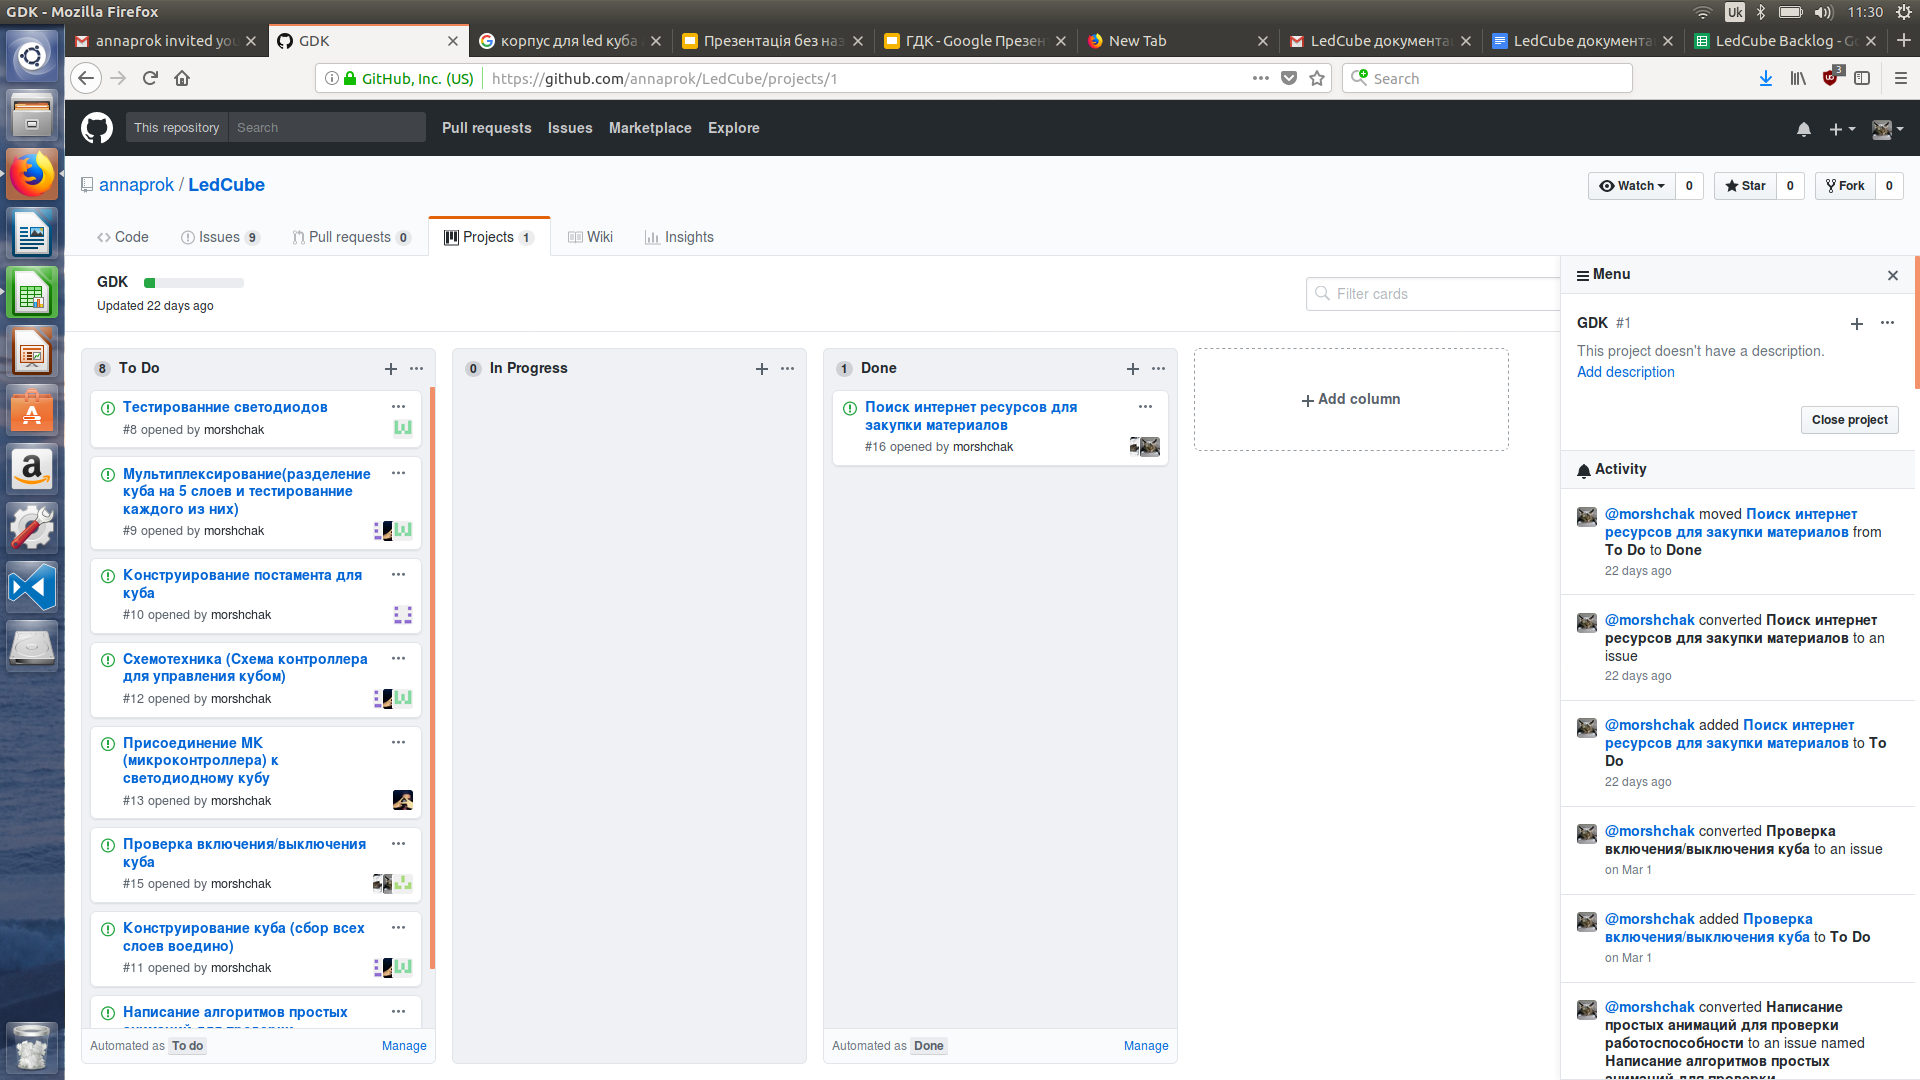 GDK - Mozilla Firefox
Uk
11:30
annaprok invited you
GDK
корпус для led куба
Презентація без наз
ГДК - Google Презен
New Tab
LedCube документа
LedCube документа
LedCube Backlog - Go
GitHub, Inc. (US)
https://github.com/annaprok/LedCube/projects/1
Search
3
This repository
Search
Pull requests
Issues
Marketplace
Explore
annaprok / LedCube
Watch
0
Star
0
Fork
0
Code
Issues 9
Pull requests 0
Projects 1
Wiki
Insights
GDK
Updated 22 days ago
Filter cards
8 To Do
Тестированние светодиодов
#8 opened by morshchak
Мультиплексирование(разделение
куба на 5 слоев и тестированние
каждого из них)
#9 opened by morshchak
Конструирование постамента для
куба
#10 opened by morshchak
Схемотехника (Схема контроллера
для управления кубом)
#12 opened by morshchak
Присоединение МК
(микроконтроллера) к
светодиодному кубу
#13 opened by morshchak
Проверка включения/выключения
куба
#15 opened by morshchak
Конструирование куба (сбор всех
слоев воедино)
#11 opened by morshchak
Написание алгоритмов простых
анимаций для проверки
Automated as To do
Manage
0 In Progress
1 Done
Поиск интернет ресурсов для
закупки материалов
#16 opened by morshchak
Automated as Done
Manage
Add column
Menu
GDK #1
This project doesn't have a description.
Add description
Close project
Activity
@morshchak moved Поиск интернет
ресурсов для закупки материалов from
To Do to Done
22 days ago
@morshchak converted Поиск интернет
ресурсов для закупки материалов to an
issue
22 days ago
@morshchak added Поиск интернет
ресурсов для закупки материалов to To
Do
22 days ago
@morshchak converted Проверка
включения/выключения куба to an issue
on Mar 1
@morshchak added Проверка
включения/выключения куба to To Do
on Mar 1
@morshchak converted Написание
простых анимаций для проверки
работоспособности to an issue named
Написание алгоритмов простых
анимаций для проверки